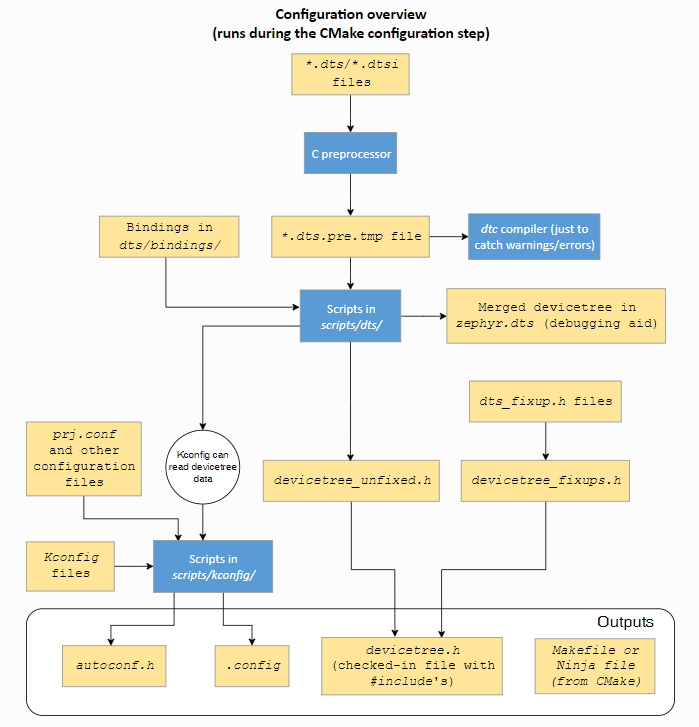 Configuration overview
(runs during the CMake configuration step)
*.dts/*.dtsi
files
C preprocessor
Bindings in
dts/bindings/
*.dts.pre.tmp file
dtc compiler (just to
catch warnings/errors)
Scripts in
scripts/dts/
Merged devicetree in
zephyr.dts (debugging aid)
dts_fixup.h files
prj.conf
and other
configuration
files
Kconfig can
read devicetree
data
devicetree_unfixed.h
devicetree_fixups.h
Kconfig
files
Scripts in
scripts/kconfig/
Outputs
autoconf.h
.config
devicetree.h
(checked-in file with
#include's)
Makefile or
Ninja file
(from CMake)